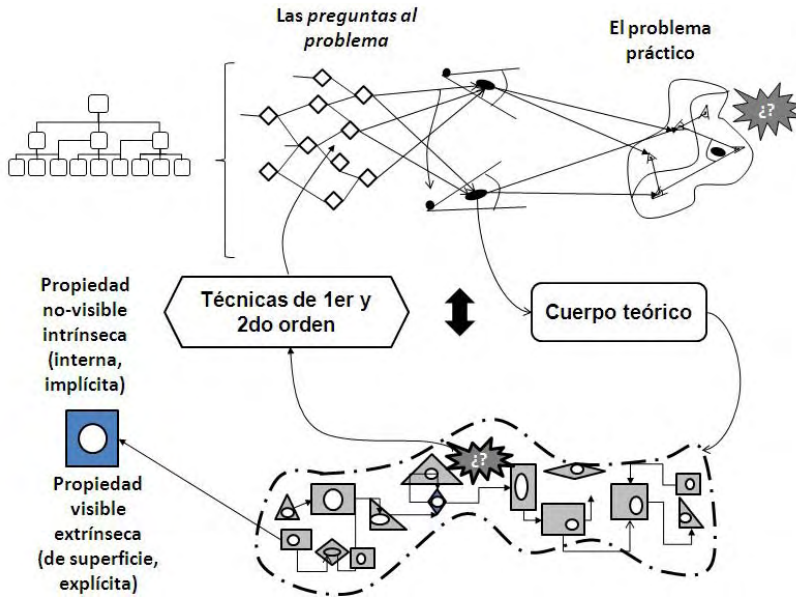 Las preguntas al
problema
El problema
práctico
¿?
Propiedad
no-visible
intrínseca
(interna,
implícita)
Técnicas de 1er y
2do orden
Cuerpo teórico
¿?
Propiedad
visible
extrínseca
(de superficie,
explícita)